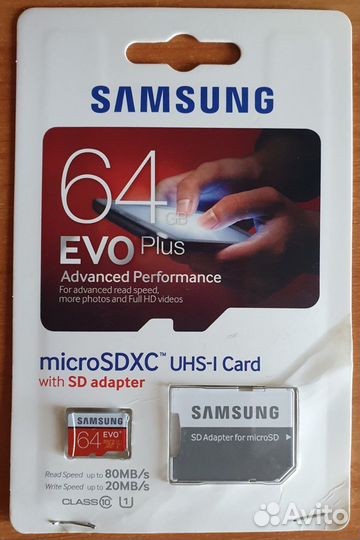 SAMSUNG
64
GB
EVO Plus
Advanced Performance
For advanced read speed,
more photos and Full HD videos
microSDXC™ UHS-I Card
with SD adapter
SAMSUNG
EVO+
64
SAMSUNG
SD Adapter for microSD
Read Speed up to 80MB/s
Write Speed up to 20MB/s
CLASS 10 U1
Avito